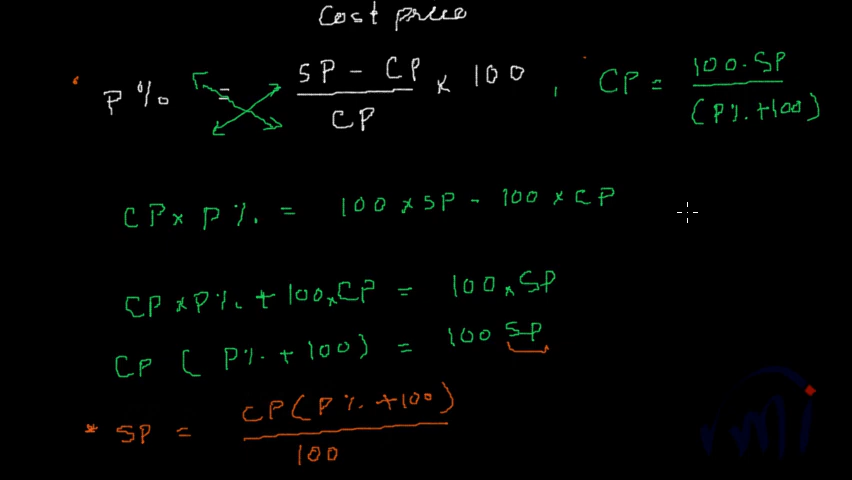 Cost price
P % = SP - CP / CP × 100 , CP = 100 · SP / (P% + 100)
CP × P% = 100 × SP - 100 × CP
CP × P% + 100 × CP = 100 × SP
CP ( P% + 100 ) = 100 SP
* SP = CP ( P% + 100 ) / 100
vmi